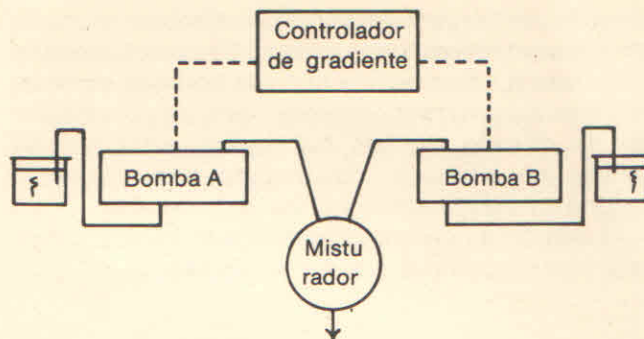 Controlador
de gradiente
Bomba A
Bomba B
Mistu
rador